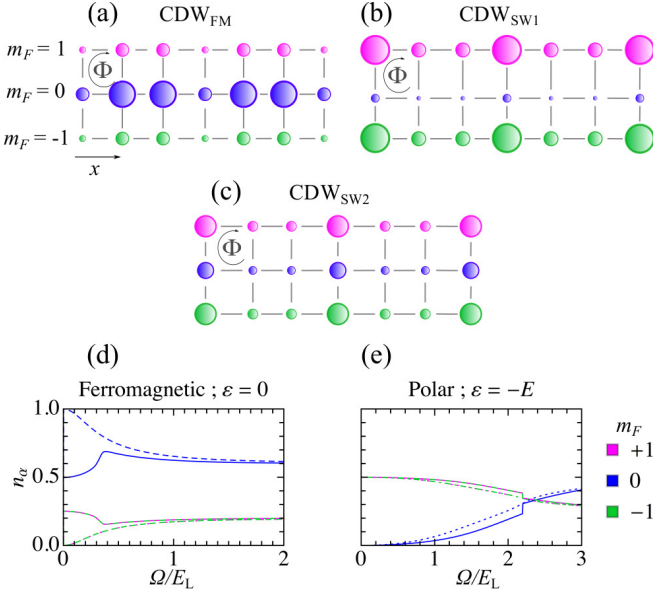 (a) CDW_FM
m_F = 1
Φ
m_F = 0
m_F = -1
x
(b) CDW_SW1
Φ
(c) CDW_SW2
Φ
(d) (e)
Ferromagnetic ; ε = 0
Polar ; ε = −E
n_α
1.0
0.5
0.0
0 1 2
Ω/E_L
0 1 2 3
Ω/E_L
m_F
+1
0
−1